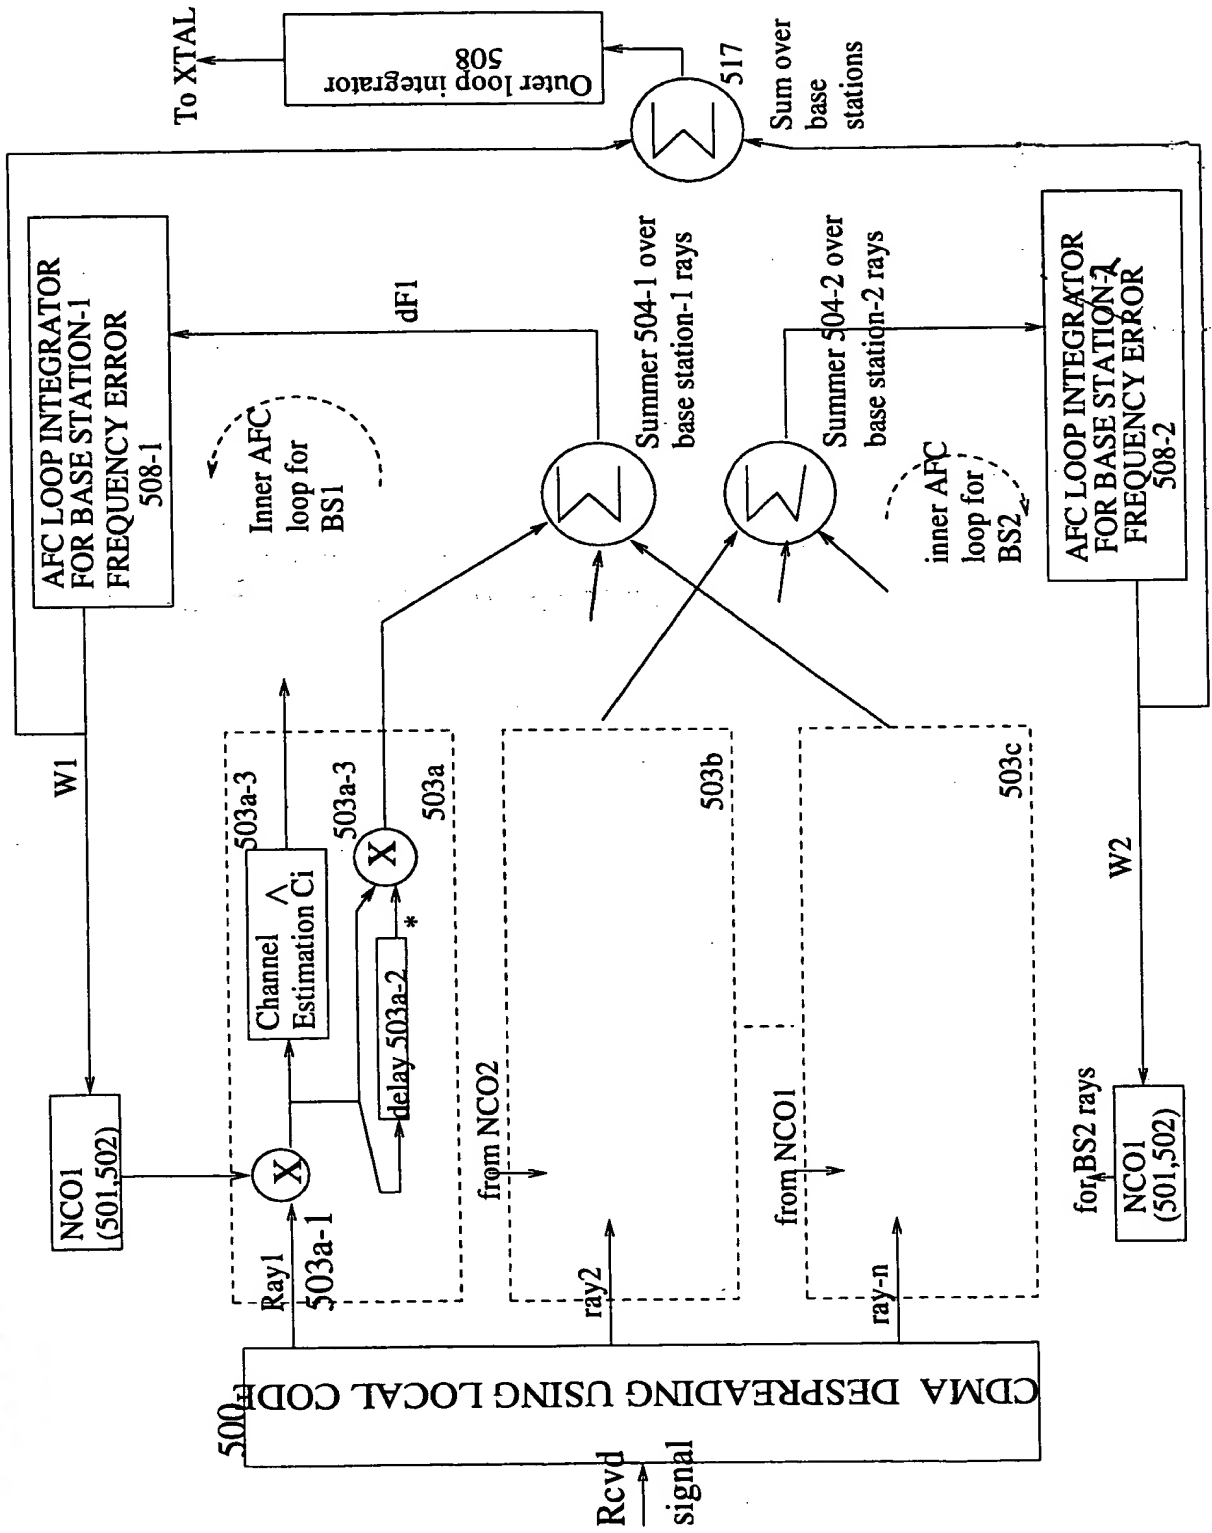 Rcvd
signal
500
CDMA DESPREADING USING LOCAL CODE
NCO1
(501,502)
W1
AFC LOOP INTEGRATOR
FOR BASE STATION-1
FREQUENCY ERROR
508-1
Ray1
503a-1
X
Channel ^
Estimation Ci
503a-3
delay 503a-2
*
X
503a-3
503a
Inner AFC
loop for
BS1
dF1
To XTAL
Outer loop integrator
508
Σ
517
Sum over
base
stations
from NCO2
ray2
503b
Σ
Summer 504-1 over
base station-1 rays
from NCO1
ray-n
503c
Σ
Summer 504-2 over
base station-2 rays
inner AFC
loop for
BS2
for BS2 rays
NCO1
(501,502)
W2
AFC LOOP INTEGRATOR
FOR BASE STATION-2
FREQUENCY ERROR
508-2